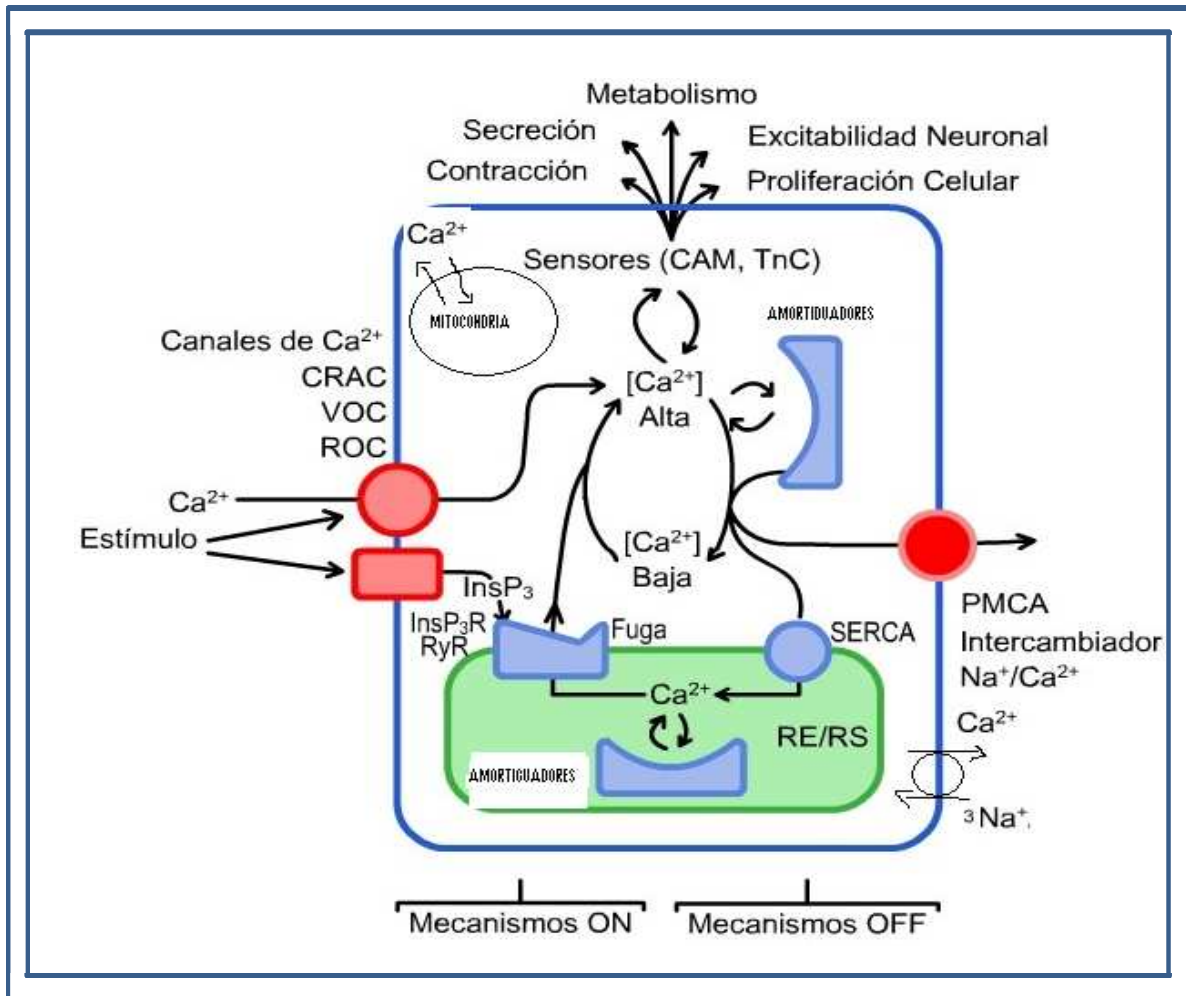 Metabolismo
Secreción
Excitabilidad Neuronal
Contracción
Proliferación Celular
Ca²⁺
Sensores (CAM, TnC)
MITOCONDRIA
AMORTIDUADORES
Canales de Ca²⁺
CRAC
VOC
ROC
[Ca²⁺]
Alta
Ca²⁺
Estímulo
[Ca²⁺]
Baja
InsP₃
InsP₃R
RyR
Fuga
SERCA
PMCA
Intercambiador
Na⁺/Ca²⁺
Ca²⁺
RE/RS
AMORTIGUADORES
Ca²⁺
3 Na⁺.
Mecanismos ON
Mecanismos OFF